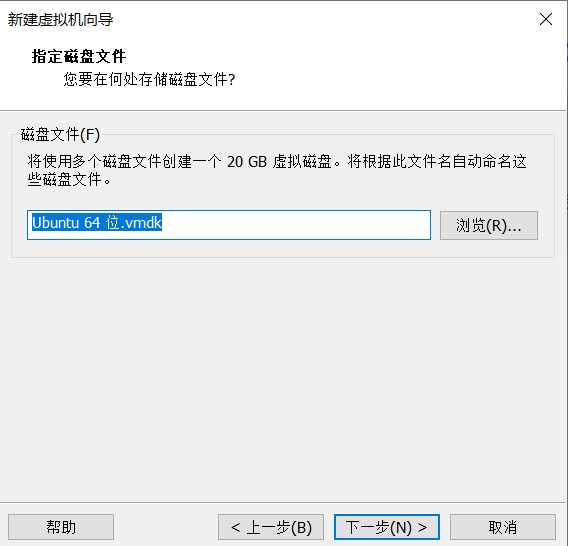 新建虚拟机向导
指定磁盘文件
您要在何处存储磁盘文件?
磁盘文件(F)
将使用多个磁盘文件创建一个 20 GB 虚拟磁盘。将根据此文件名自动命名这
些磁盘文件。
Ubuntu 64 位.vmdk
浏览(R)...
帮助
< 上一步(B)
下一步(N) >
取消